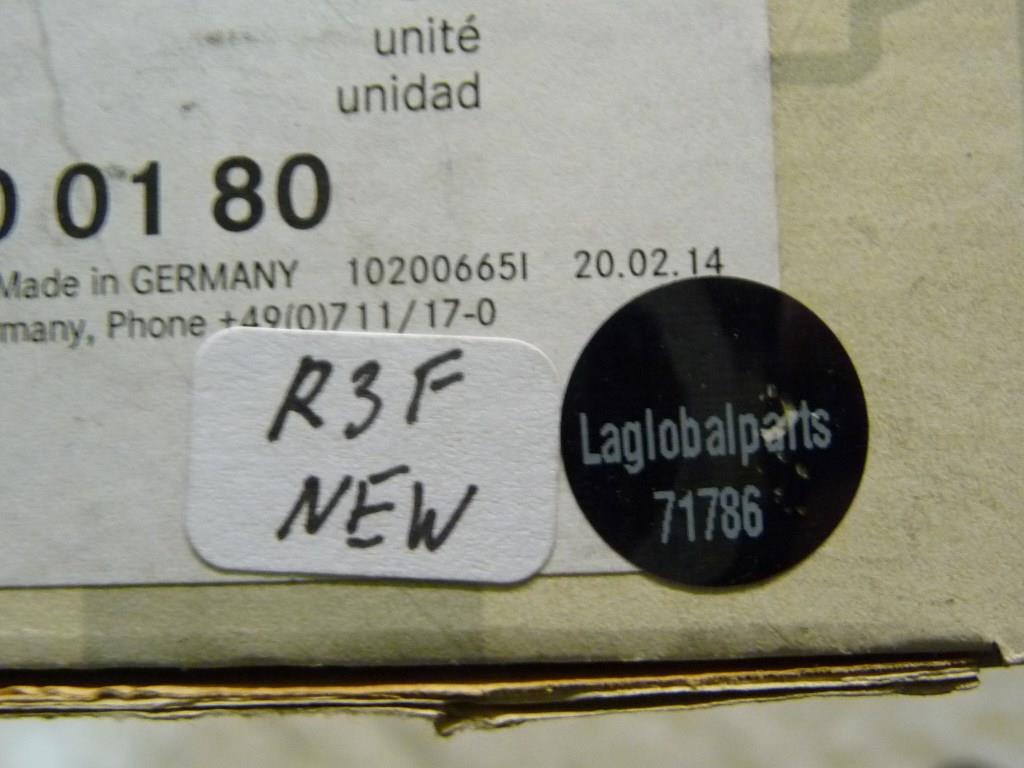 unité
unidad
0 01 80
Made in GERMANY 10200665I 20.02.14
many, Phone +49(0)711/17-0
R3F
NEW
Laglobalparts
71786